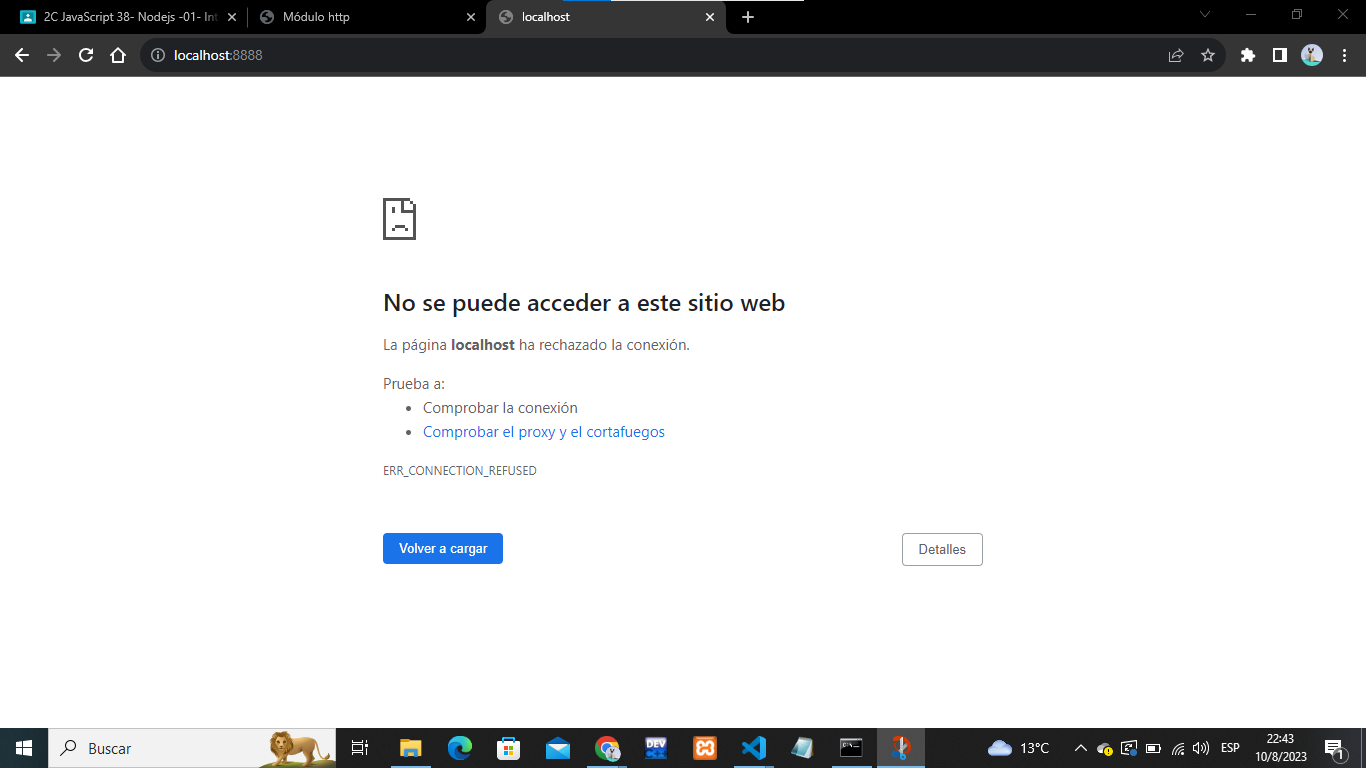 2C JavaScript 38- Nodejs -01- Int
Módulo http
localhost
localhost:8888
No se puede acceder a este sitio web
La página localhost ha rechazado la conexión.
Prueba a:
Comprobar la conexión
Comprobar el proxy y el cortafuegos
ERR_CONNECTION_REFUSED
Volver a cargar
Detalles
Buscar
DEV
13°C
ESP
22:43
10/8/2023
1